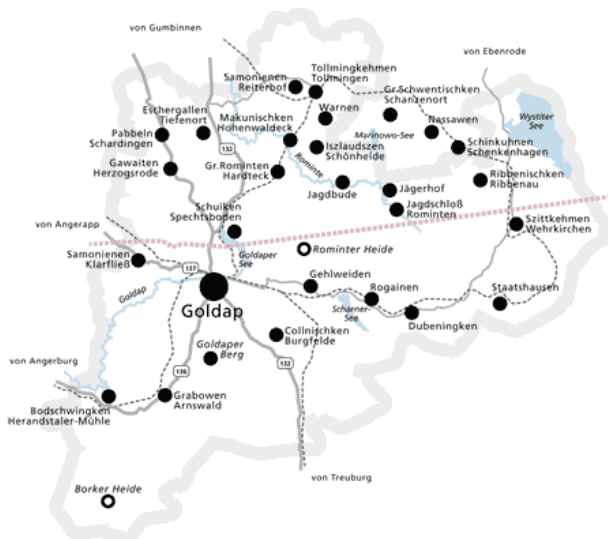 von Gumbinnen
von Ebenrode
Samonienen
Reiterhof
Tollmingkehmen
Tollmingen
Warnen
Gr.Schwentischken
Schanzenort
Eschergallen
Tiefenort
Makunischken
Hohenwaldeck
Nassawen
Wystiter
See
Pabbeln
Schardingen
132
Marinowo-See
Iszlaudszen
Schönheide
Schinkuhnen
Schenkenhagen
Gawaiten
Herzogsrode
Gr.Rominten
Hardteck
Rominte
Ribbenischken
Ribbenau
Jagdbude
Jägerhof
Schuiken
Spechtsboden
Jagdschloß
Rominten
von Angerapp
Szittkehmen
Wehrkirchen
Samonienen
Klarfließ
Goldaper
See
Rominter Heide
137
Goldap
Gehlweiden
Rogainen
Staatshausen
Goldap
Scharner-
See
Dubeningken
Collnischken
Burgfelde
Goldaper
Berg
von Angerburg
136
132
Grabowen
Arnswald
Bodschwingken
Herandstaler-Mühle
von Treuburg
Borker Heide